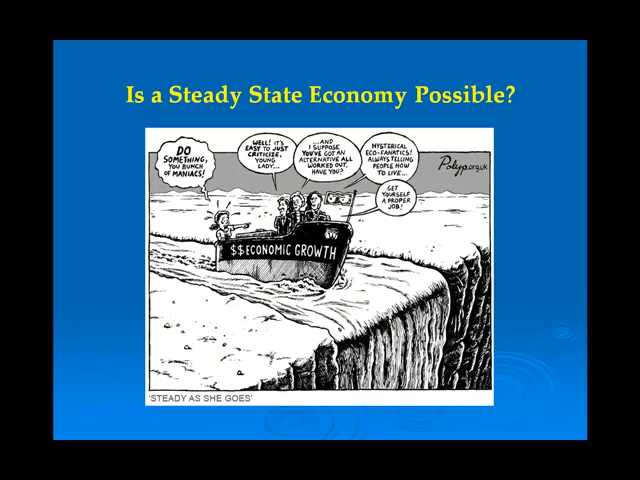 Is a Steady State Economy Possible?
DO
SOMETHING,
YOU BUNCH
OF MANIACS!
WELL! IT'S
EASY TO JUST
CRITICIZE,
YOUNG
LADY...
...AND
I SUPPOSE
YOU'VE GOT AN
ALTERNATIVE ALL
WORKED OUT,
HAVE YOU?
HYSTERICAL
ECO-FANATICS!
ALWAYS TELLING
PEOPLE HOW
TO LIVE...
GET
YOURSELF
A PROPER
JOB!
Polyp.org.uk
$$ECONOMIC GROWTH
'STEADY AS SHE GOES'